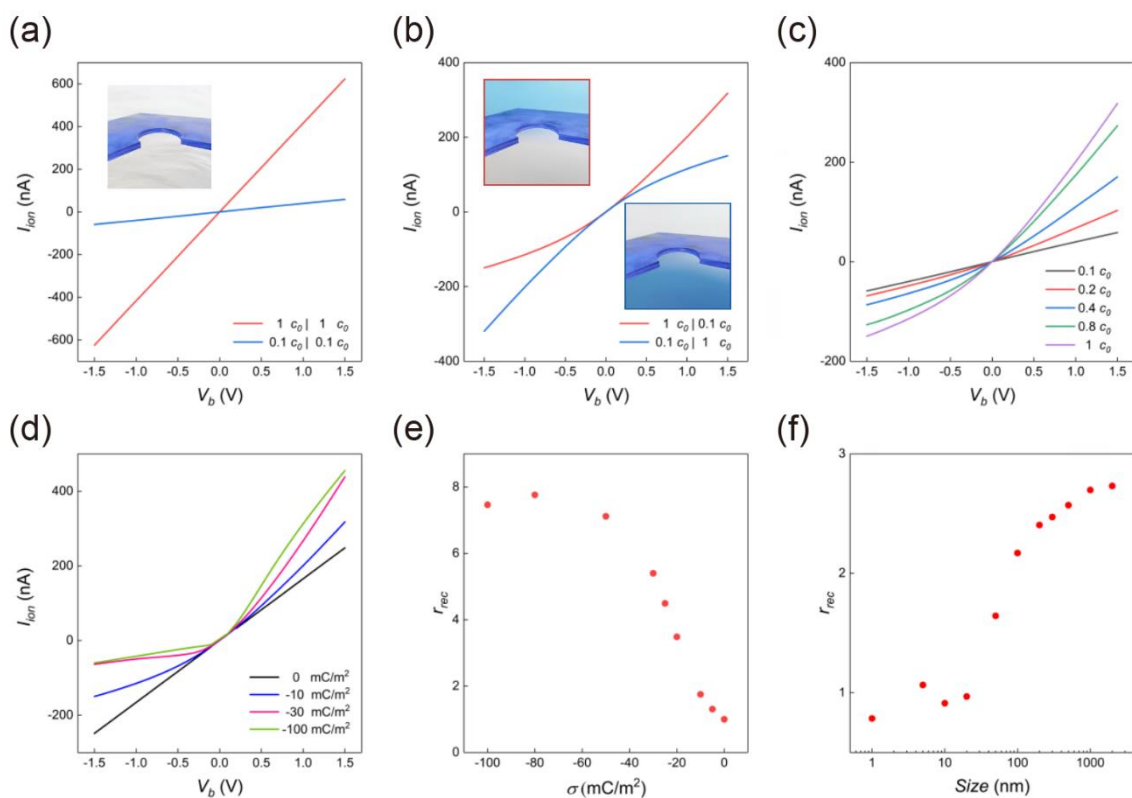 (a)
600
400
200
0
-200
-400
-600
I_ion (nA)
-1.5 -1.0 -0.5 0.0 0.5 1.0 1.5
V_b (V)
1 c₀ | 1 c₀
0.1 c₀ | 0.1 c₀
(b)
400
200
0
-200
-400
I_ion (nA)
-1.5 -1.0 -0.5 0.0 0.5 1.0 1.5
V_b (V)
1 c₀ | 0.1 c₀
0.1 c₀ | 1 c₀
(c)
400
200
0
-200
I_ion (nA)
-1.5 -1.0 -0.5 0.0 0.5 1.0 1.5
V_b (V)
0.1 c₀
0.2 c₀
0.4 c₀
0.8 c₀
1 c₀
(d)
400
200
0
-200
I_ion (nA)
-1.5 -1.0 -0.5 0.0 0.5 1.0 1.5
V_b (V)
0 mC/m²
-10 mC/m²
-30 mC/m²
-100 mC/m²
(e)
8
6
4
2
0
r_rec
-100 -80 -60 -40 -20 0
σ (mC/m²)
(f)
3
2
1
r_rec
1 10 100 1000
Size (nm)